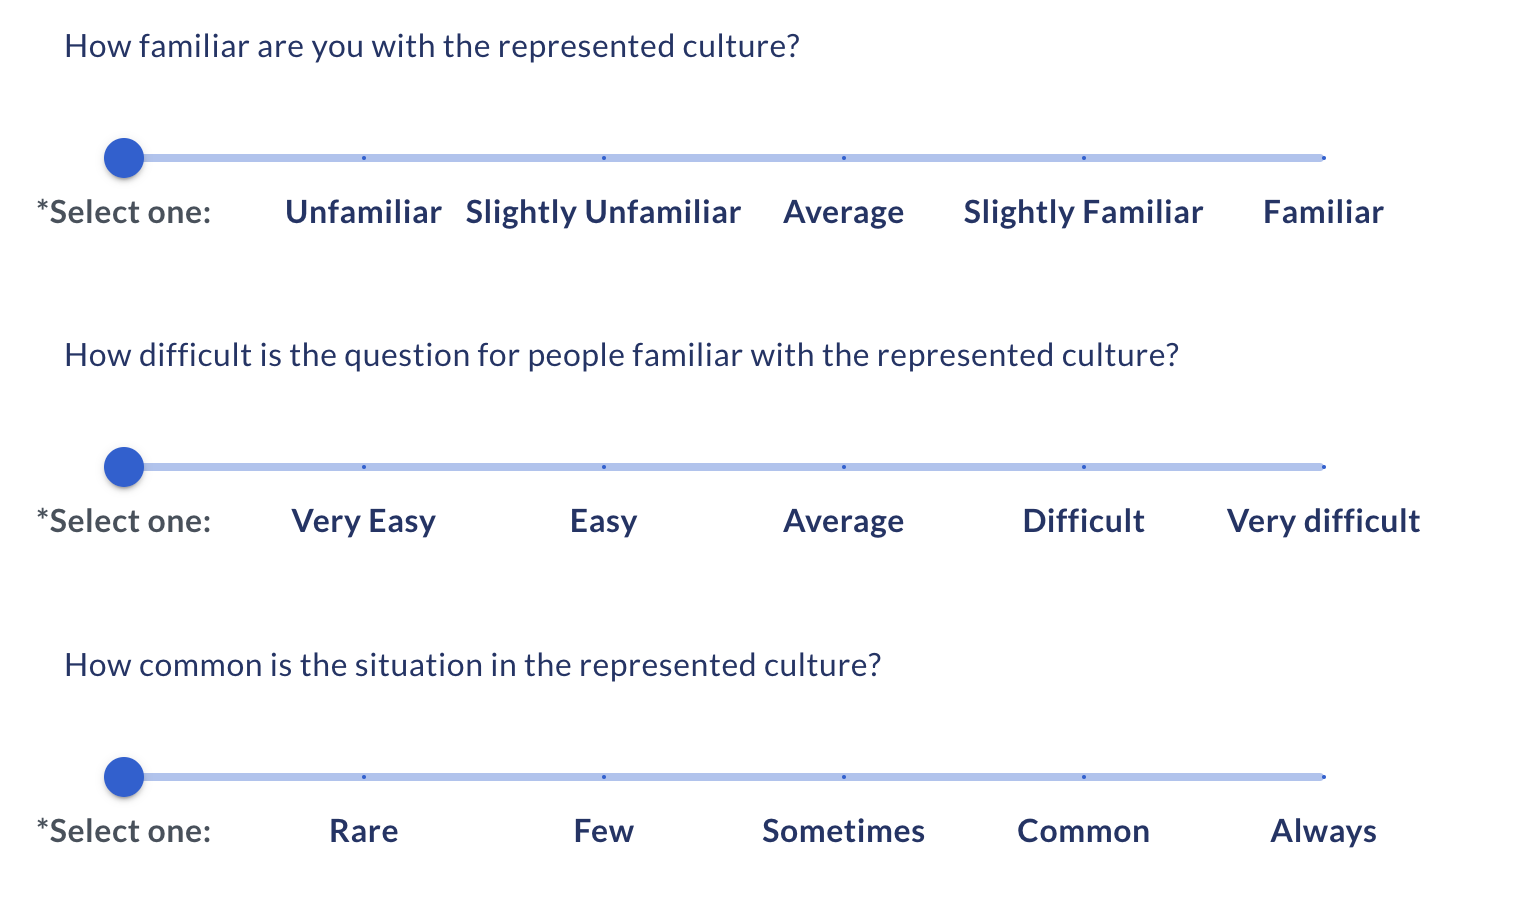 How familiar are you with the represented culture?
*Select one: Unfamiliar Slightly Unfamiliar Average Slightly Familiar Familiar
How difficult is the question for people familiar with the represented culture?
*Select one: Very Easy Easy Average Difficult Very difficult
How common is the situation in the represented culture?
*Select one: Rare Few Sometimes Common Always